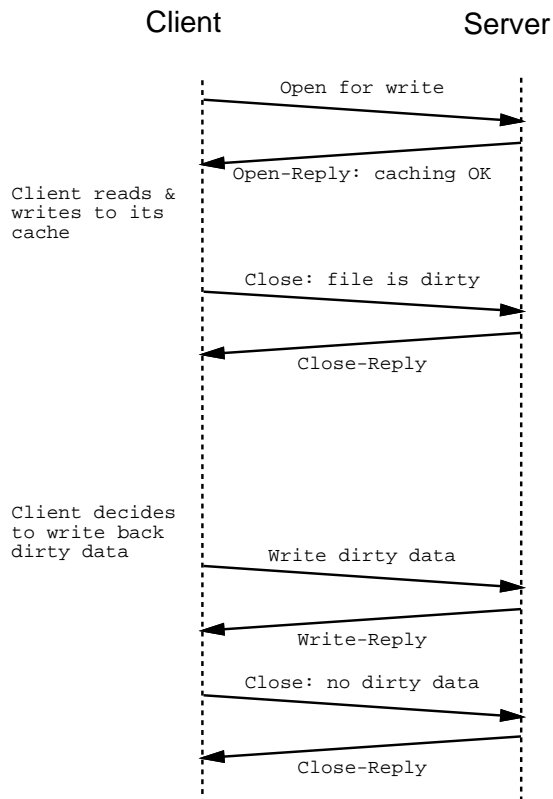 Client Server
Open for write
Open-Reply: caching OK
Client reads &
writes to its
cache
Close: file is dirty
Close-Reply
Client decides
to write back
dirty data
Write dirty data
Write-Reply
Close: no dirty data
Close-Reply